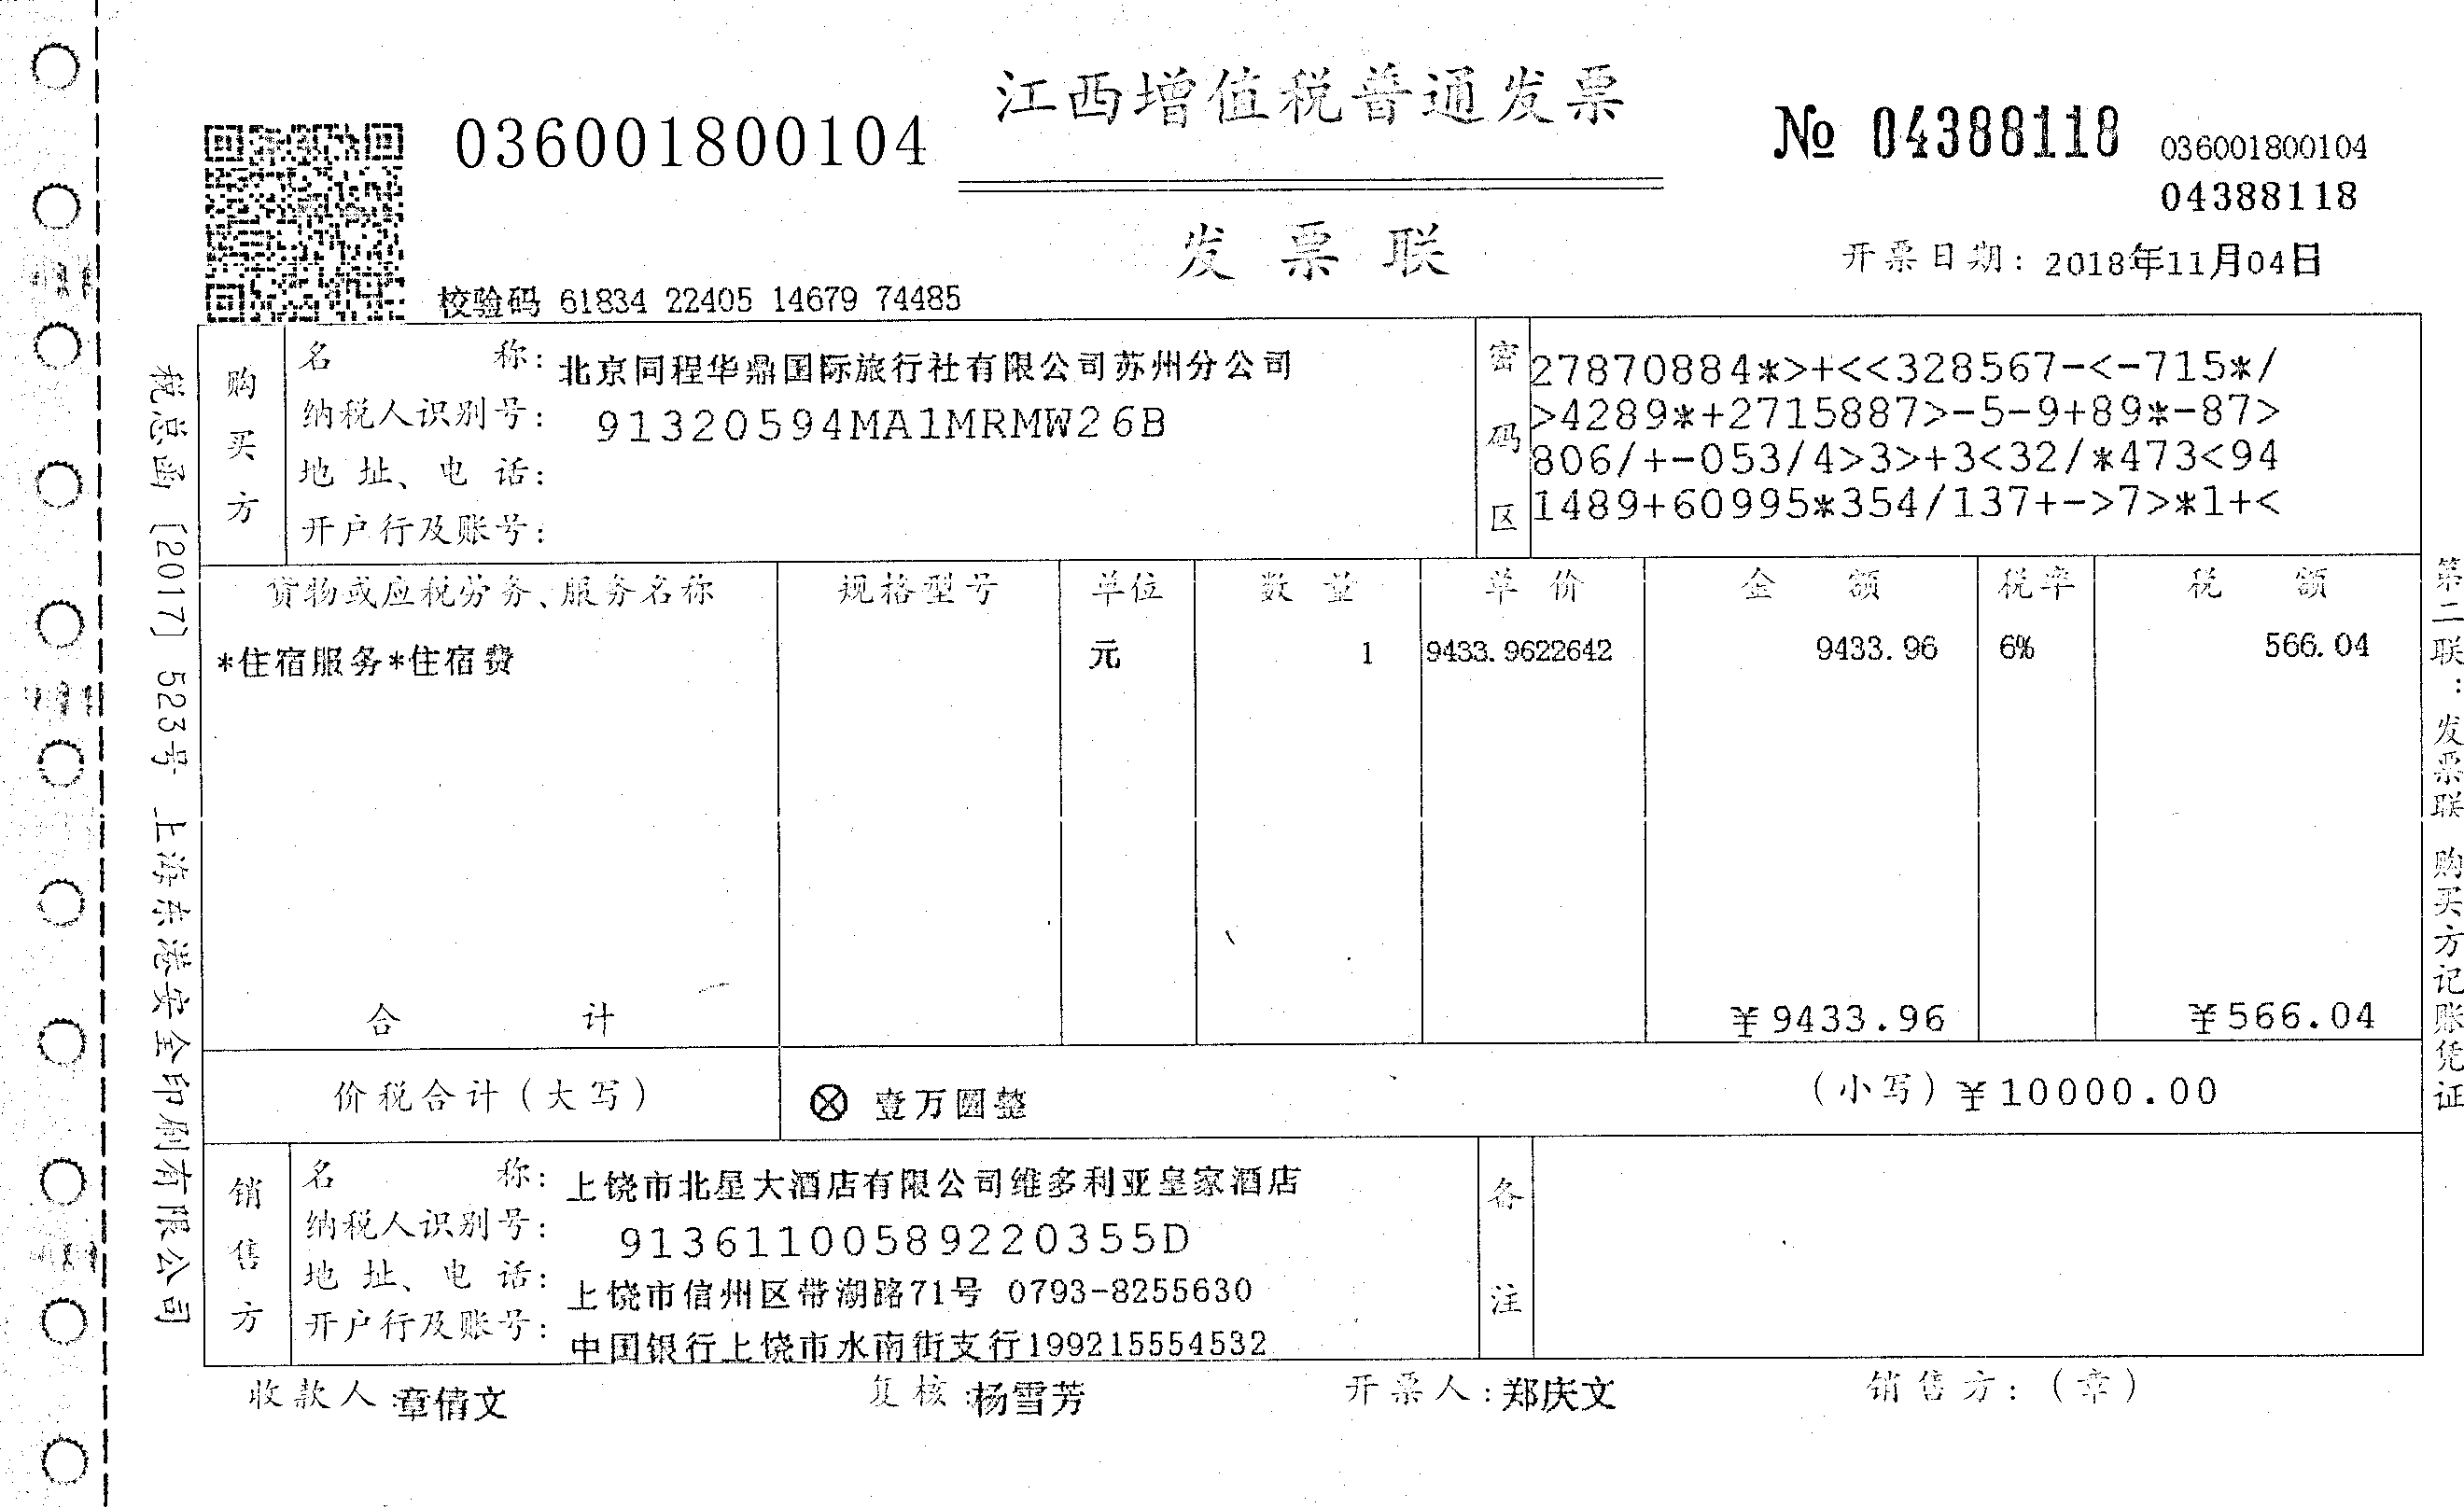 江西增值税普通发票
036001800104
№ 04388118
036001800104
04388118
发票联
开票日期: 2018年11月04日
校验码 61834 22405 14679 74485
税总函〔2017〕523号 上海东港安全印刷有限公司
购买方
名称: 北京同程华鼎国际旅行社有限公司苏州分公司
纳税人识别号: 91320594MA1MRMW26B
地址、电话:
开户行及账号:
密码区
27870884*>+<<328567-<-715*/
>4289*+2715887>-5-9+89*-87>
806/+-053/4>3>+3<32/*473<94
1489+60995*354/137+->7>*1+<
货物或应税劳务、服务名称 规格型号 单位 数量 单价 金额 税率 税额
*住宿服务*住宿费 元 1 9433.9622642 9433.96 6% 566.04
合计 ¥9433.96 ¥566.04
价税合计(大写) ⊗ 壹万圆整 (小写)¥10000.00
销售方
名称: 上饶市北星大酒店有限公司维多利亚皇家酒店
纳税人识别号: 91361100589220355D
地址、电话: 上饶市信州区带湖路71号 0793-8255630
开户行及账号: 中国银行上饶市水南街支行199215554532
备注
收款人:章倩文 复核:杨雪芳 开票人:郑庆文 销售方:(章)
第二联:发票联 购买方记账凭证